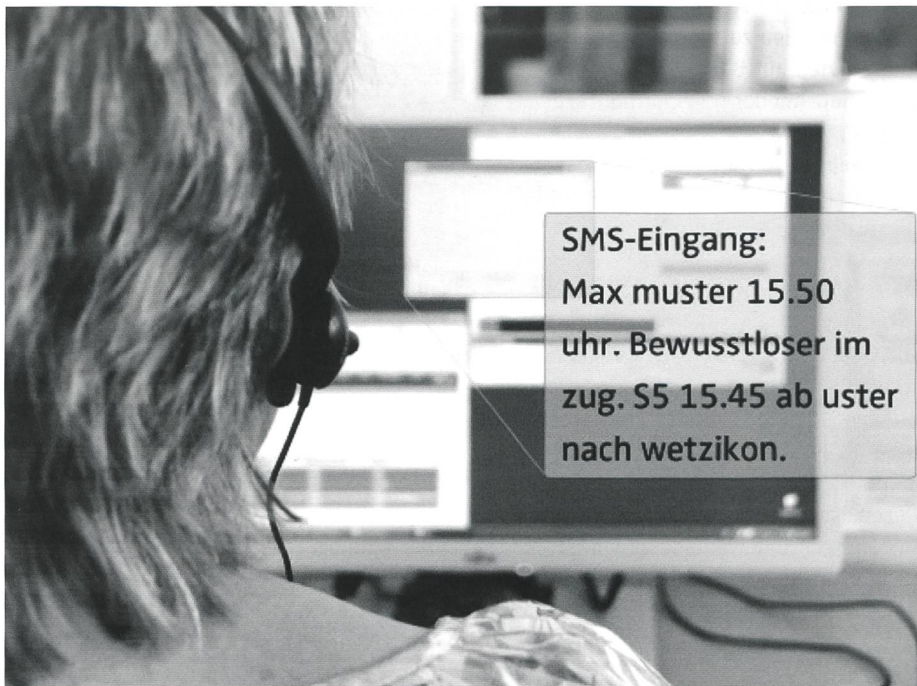 SMS-Eingang:
Max muster 15.50
uhr. Bewusstloser im
zug. S5 15.45 ab uster
nach wetzikon.